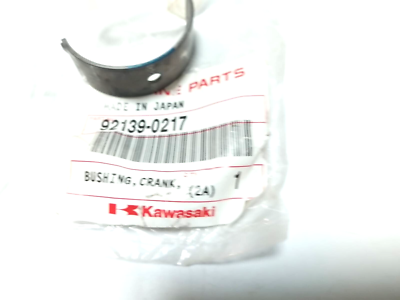 PARTS
MADE IN JAPAN
92139-0217
BUSHING,CRANK,
(2A)
1
Kawasaki